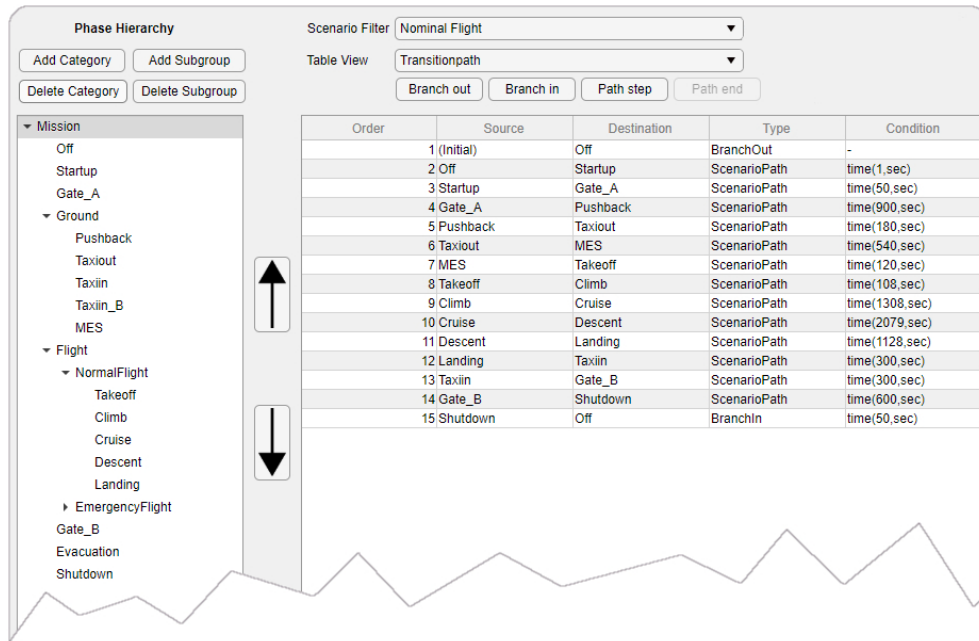 Phase Hierarchy
Add Category Add Subgroup
Delete Category Delete Subgroup
Mission
Off
Startup
Gate_A
Ground
Pushback
Taxiout
Taxiin
Taxiin_B
MES
Flight
NormalFlight
Takeoff
Climb
Cruise
Descent
Landing
EmergencyFlight
Gate_B
Evacuation
Shutdown
Scenario Filter Nominal Flight
Table View Transitionpath
Branch out Branch in Path step Path end
Order Source Destination Type Condition
1 (Initial) Off BranchOut -
2 Off Startup ScenarioPath time(1,sec)
3 Startup Gate_A ScenarioPath time(50,sec)
4 Gate_A Pushback ScenarioPath time(900,sec)
5 Pushback Taxiout ScenarioPath time(180,sec)
6 Taxiout MES ScenarioPath time(540,sec)
7 MES Takeoff ScenarioPath time(120,sec)
8 Takeoff Climb ScenarioPath time(108,sec)
9 Climb Cruise ScenarioPath time(1308,sec)
10 Cruise Descent ScenarioPath time(2079,sec)
11 Descent Landing ScenarioPath time(1128,sec)
12 Landing Taxiin ScenarioPath time(300,sec)
13 Taxiin Gate_B ScenarioPath time(300,sec)
14 Gate_B Shutdown ScenarioPath time(600,sec)
15 Shutdown Off BranchIn time(50,sec)